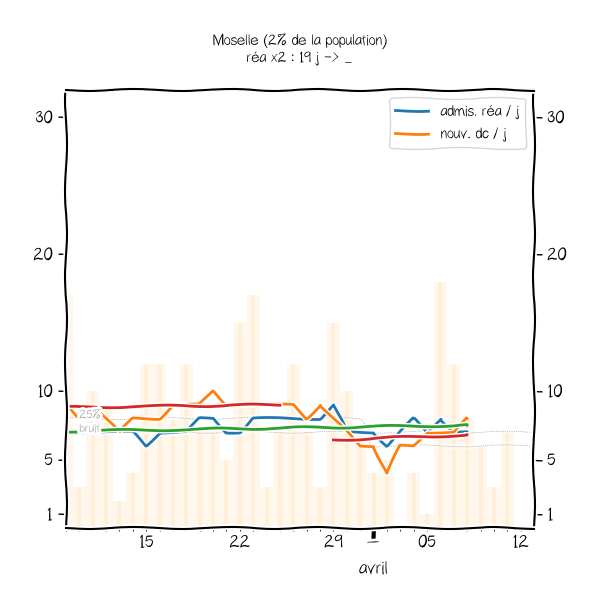 Moselle (2% de la population)
réa x2 : 19 j -> _
admis. réa / j
nouv. dc / j
30
30
20
20
10
10
25%
bruit
5
5
1
1
15
22
29
1
05
12
avril